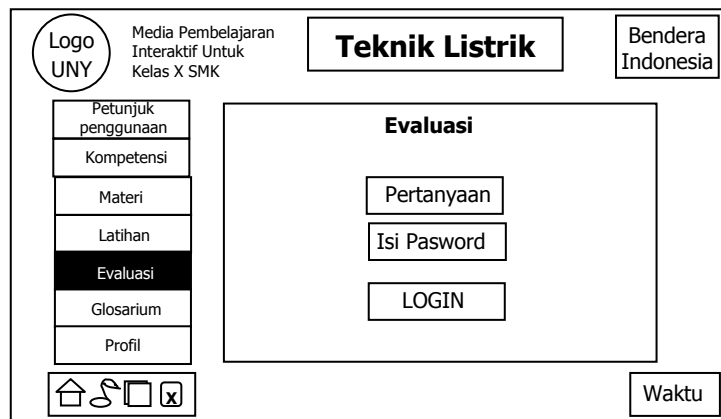 Logo
UNY
Media Pembelajaran
Interaktif Untuk
Kelas X SMK
Teknik Listrik
Bendera
Indonesia
Petunjuk
penggunaan
Kompetensi
Materi
Latihan
Evaluasi
Glosarium
Profil
Evaluasi
Pertanyaan
Isi Pasword
LOGIN
x
Waktu